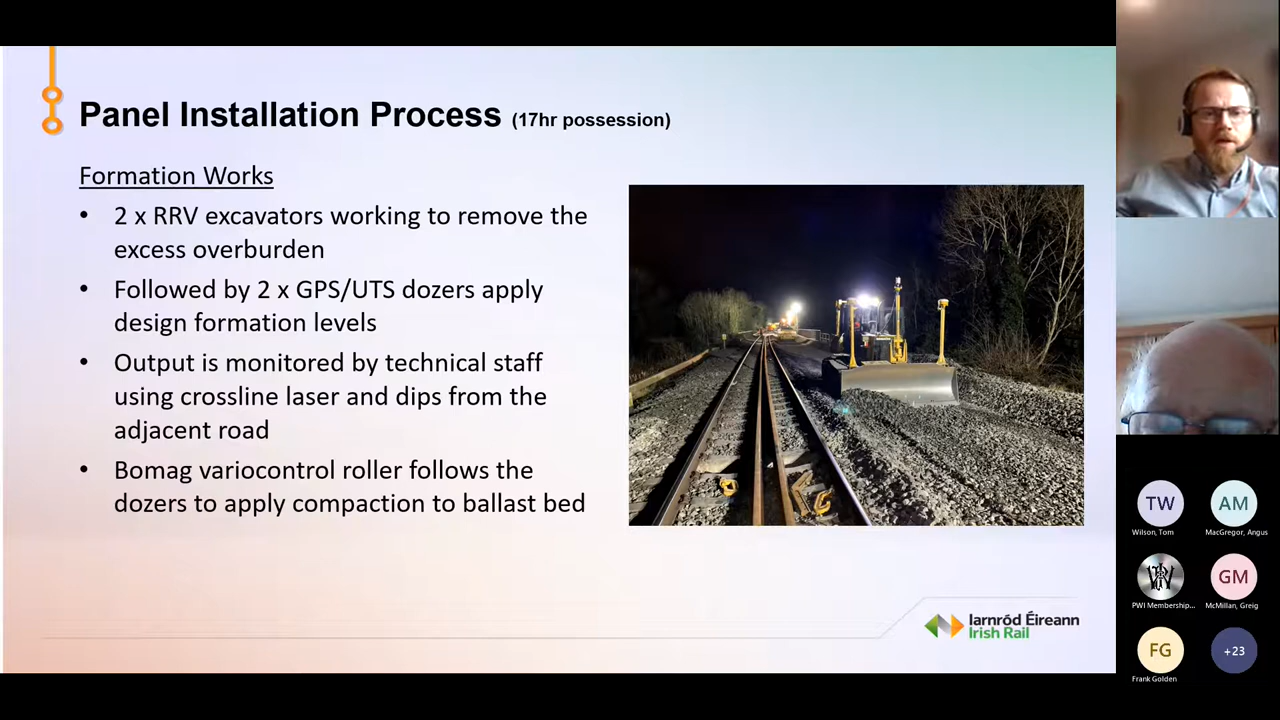 Panel Installation Process (17hr possession)
Formation Works
• 2 x RRV excavators working to remove the
excess overburden
• Followed by 2 x GPS/UTS dozers apply
design formation levels
• Output is monitored by technical staff
using crossline laser and dips from the
adjacent road
• Bomag variocontrol roller follows the
dozers to apply compaction to ballast bed
Iarnród Éireann
Irish Rail
TW
AM
Wilson, Tom
MacGregor, Angus
GM
PWI Membership...
McMillan, Greig
FG
+23
Frank Golden